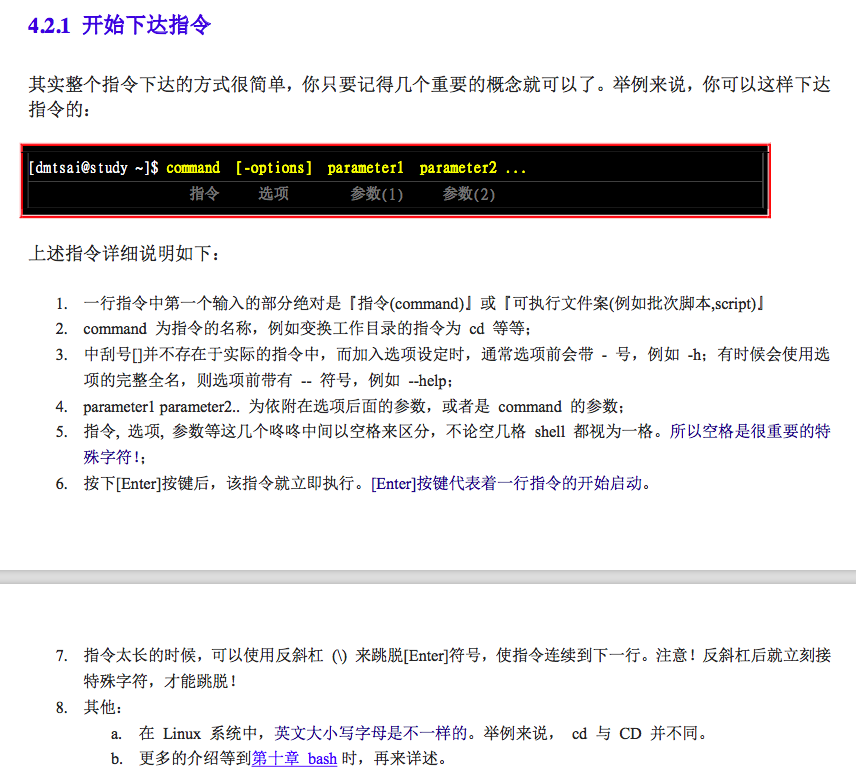 4.2.1 开始下达指令
其实整个指令下达的方式很简单，你只要记得几个重要的概念就可以了。举例来说，你可以这样下达
指令的：
[dmtsai@study ~]$ command [-options] parameter1 parameter2 ...
指令 选项 参数(1) 参数(2)
上述指令详细说明如下：
1. 一行指令中第一个输入的部分绝对是『指令(command)』或『可执行文件案(例如批次脚本,script)』
2. command 为指令的名称，例如变换工作目录的指令为 cd 等等；
3. 中刮号[]并不存在于实际的指令中，而加入选项设定时，通常选项前会带 - 号，例如 -h；有时候会使用选
项的完整全名，则选项前带有 -- 符号，例如 --help；
4. parameter1 parameter2.. 为依附在选项后面的参数，或者是 command 的参数；
5. 指令, 选项, 参数等这几个咚咚中间以空格来区分，不论空几格 shell 都视为一格。所以空格是很重要的特
殊字符！；
6. 按下[Enter]按键后，该指令就立即执行。[Enter]按键代表着一行指令的开始启动。
7. 指令太长的时候，可以使用反斜杠 (\) 来跳脱[Enter]符号，使指令连续到下一行。注意！反斜杠后就立刻接
特殊字符，才能跳脱！
8. 其他：
a. 在 Linux 系统中，英文大小写字母是不一样的。举例来说， cd 与 CD 并不同。
b. 更多的介绍等到第十章 bash 时，再来详述。